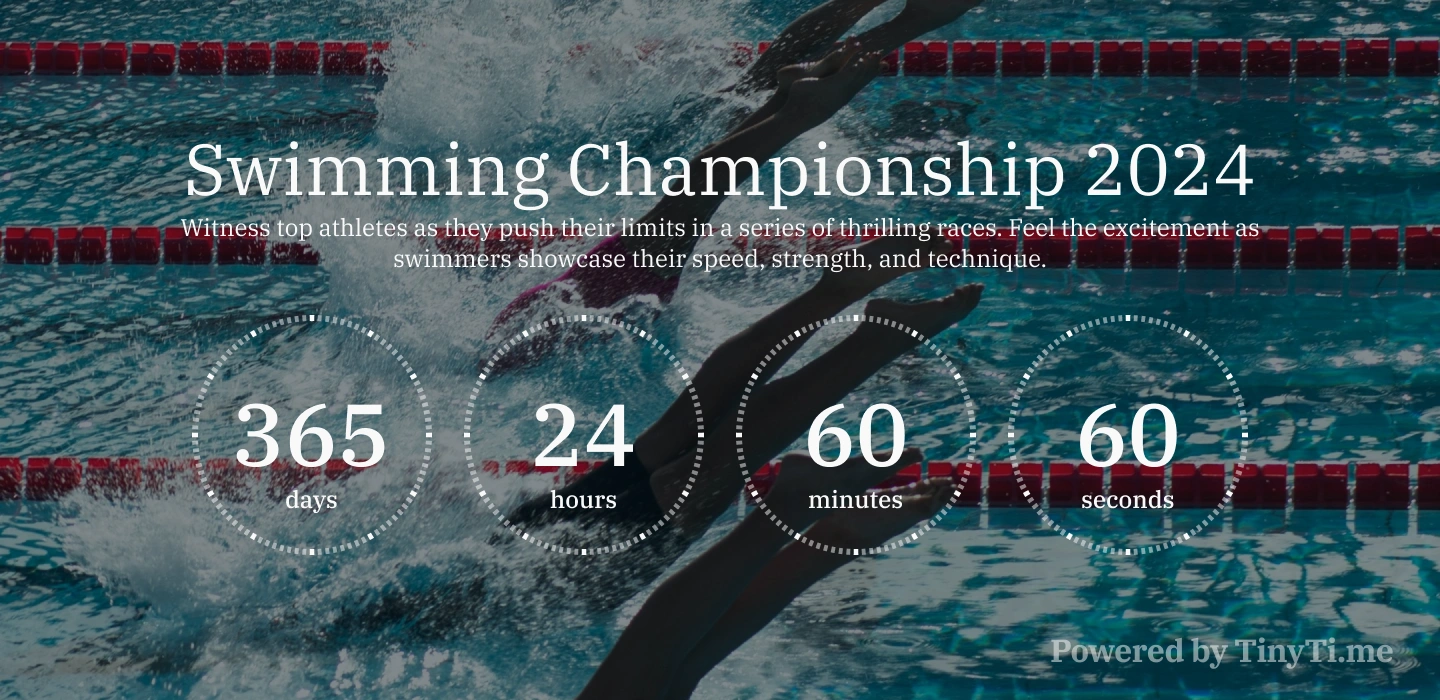 Swimming Championship 2024
Witness top athletes as they push their limits in a series of thrilling races. Feel the excitement as
swimmers showcase their speed, strength, and technique.
365 24 60 60
days hours minutes seconds
Powered by TinyTi.me